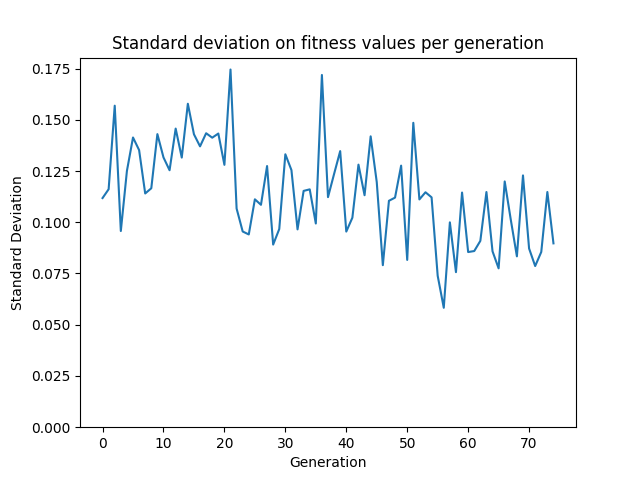 Standard deviation on fitness values per generation
Standard Deviation
0.175
0.150
0.125
0.100
0.075
0.050
0.025
0.000
0 10 20 30 40 50 60 70
Generation